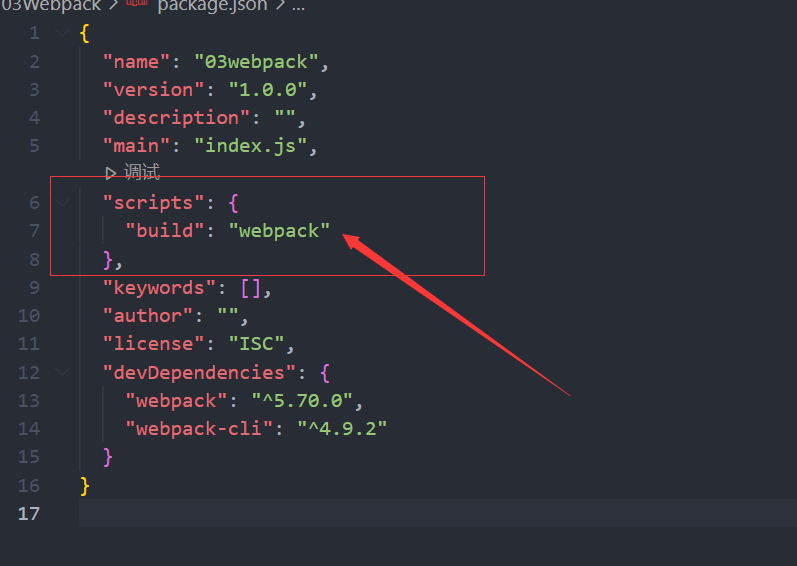 03Webpack > package.json > ...
1 {
2 "name": "03webpack",
3 "version": "1.0.0",
4 "description": "",
5 "main": "index.js",
调试
6 "scripts": {
7 "build": "webpack"
8 },
9 "keywords": [],
10 "author": "",
11 "license": "ISC",
12 "devDependencies": {
13 "webpack": "^5.70.0",
14 "webpack-cli": "^4.9.2"
15 }
16 }
17